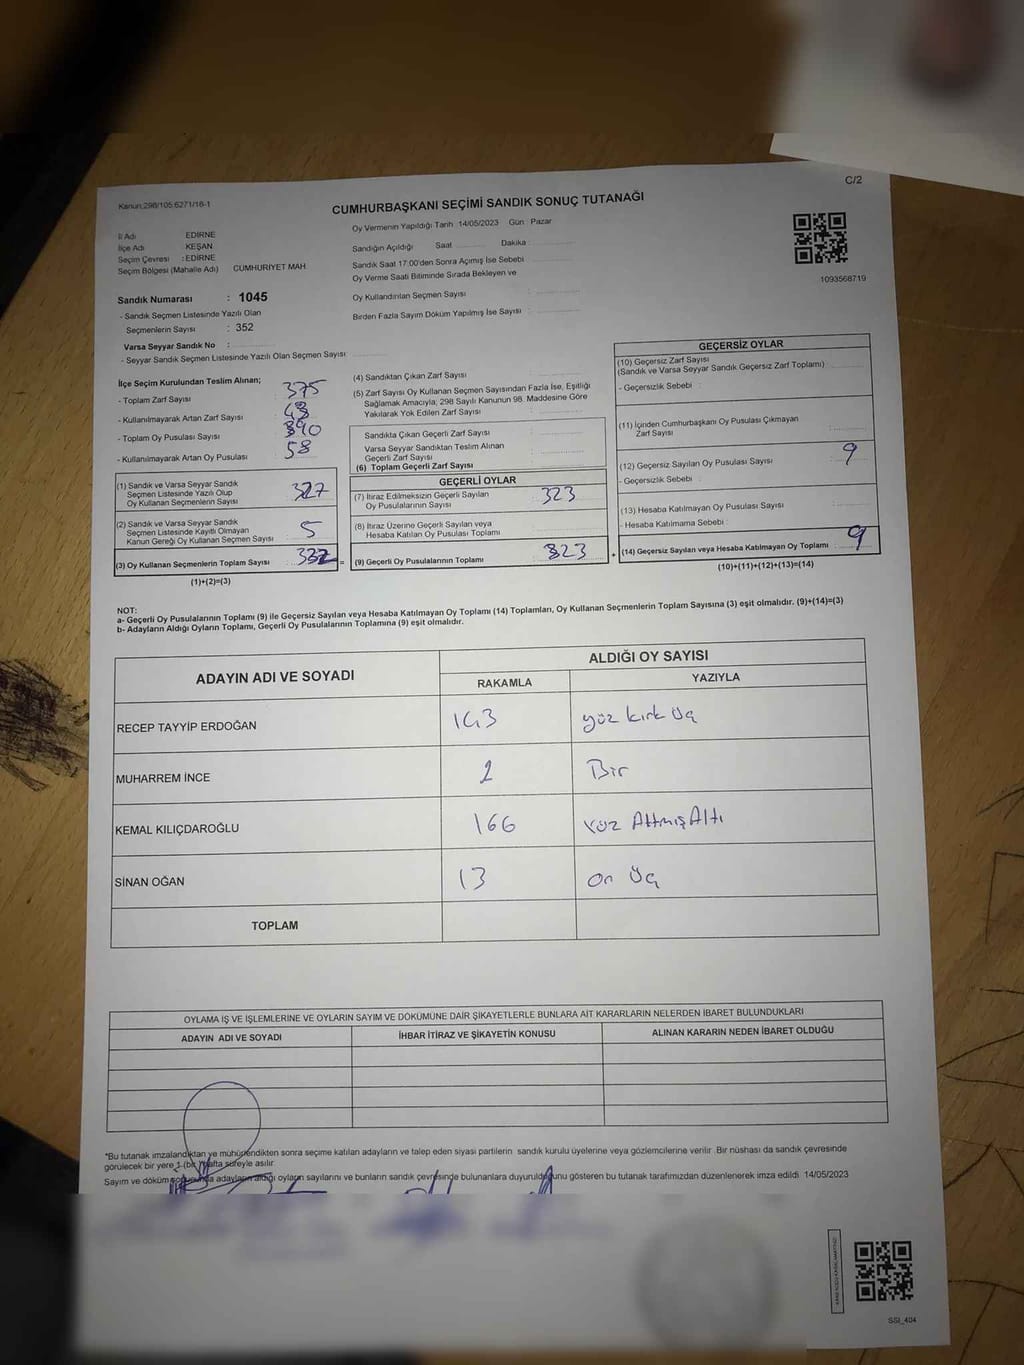 C/2
Kanun:298/105;6271/16-1
CUMHURBAŞKANI SEÇİMİ SANDIK SONUÇ TUTANAĞI
Oy Vermenin Yapıldığı Tarih 14/05/2023 Gün : Pazar
İl Adı EDİRNE
İlçe Adı KEŞAN
Seçim Çevresi : EDİRNE
Seçim Bölgesi (Mahalle Adı) CUMHURİYET MAH
Sandığın Açıldığı Saat ........ Dakika :
Sandık Saat 17:00'den Sonra Açılmış İse Sebebi
Oy Verme Saati Bitiminde Sırada Bekleyen ve
Oy Kullandırılan Seçmen Sayısı :
Birden Fazla Sayım Döküm Yapılmış İse Sayısı :
1093568719
Sandık Numarası : 1045
- Sandık Seçmen Listesinde Yazılı Olan
Seçmenlerin Sayısı : 352
Varsa Seyyar Sandık No :
- Seyyar Sandık Seçmen Listesinde Yazılı Olan Seçmen Sayısı:
İlçe Seçim Kurulundan Teslim Alınan;
- Toplam Zarf Sayısı : 375
- Kullanılmayarak Artan Zarf Sayısı : 43
- Toplam Oy Pusulası Sayısı : 390
- Kullanılmayarak Artan Oy Pusulası : 58
(1) Sandık ve Varsa Seyyar Sandık
Seçmen Listesinde Yazılı Olup
Oy Kullanan Seçmenlerin Sayısı 327
(2) Sandık ve Varsa Seyyar Sandık
Seçmen Listesinde Kayıtlı Olmayan
Kanun Gereği Oy Kullanan Seçmen Sayısı 5
(3) Oy Kullanan Seçmenlerin Toplam Sayısı 332 =
(1)+(2)=(3)
(4) Sandıktan Çıkan Zarf Sayısı :
(5) Zarf Sayısı Oy Kullanan Seçmen Sayısından Fazla İse, Eşitliği
Sağlamak Amacıyla; 298 Sayılı Kanunun 98. Maddesine Göre
Yakılarak Yok Edilen Zarf Sayısı :
Sandıkta Çıkan Geçerli Zarf Sayısı :
Varsa Seyyar Sandıktan Teslim Alınan
Geçerli Zarf Sayısı
(6) Toplam Geçerli Zarf Sayısı
GEÇERLİ OYLAR
(7) İtiraz Edilmeksizin Geçerli Sayılan
Oy Pusulalarının Sayısı 323
(8) İtiraz Üzerine Geçerli Sayılan veya
Hesaba Katılan Oy Pusulası Toplamı
(9) Geçerli Oy Pusulalarının Toplamı 323 +
GEÇERSİZ OYLAR
(10) Geçersiz Zarf Sayısı
(Sandık ve Varsa Seyyar Sandık Geçersiz Zarf Toplamı) :
- Geçersizlik Sebebi :
(11) İçinden Cumhurbaşkanı Oy Pusulası Çıkmayan
Zarf Sayısı
(12) Geçersiz Sayılan Oy Pusulası Sayısı : 9
- Geçersizlik Sebebi :
(13) Hesaba Katılmayan Oy Pusulası Sayısı :
- Hesaba Katılmama Sebebi :
(14) Geçersiz Sayılan veya Hesaba Katılmayan Oy Toplamı : 9
(10)+(11)+(12)+(13)=(14)
NOT:
a- Geçerli Oy Pusulalarının Toplamı (9) ile Geçersiz Sayılan veya Hesaba Katılmayan Oy Toplamı (14) Toplamları, Oy Kullanan Seçmenlerin Toplam Sayısına (3) eşit olmalıdır. (9)+(14)=(3)
b- Adayların Aldığı Oyların Toplamı, Geçerli Oy Pusulalarının Toplamına (9) eşit olmalıdır.
ADAYIN ADI VE SOYADI ALDIĞI OY SAYISI
RAKAMLA YAZIYLA
RECEP TAYYİP ERDOĞAN 143 yüz kırk üç
MUHARREM İNCE 1 Bir
KEMAL KILIÇDAROĞLU 166 Yüz AltmışAltı
SİNAN OĞAN 13 On Üç
TOPLAM
OYLAMA İŞ VE İŞLEMLERİNE VE OYLARIN SAYIM VE DÖKÜMÜNE DAİR ŞİKAYETLERLE BUNLARA AİT KARARLARIN NELERDEN İBARET BULUNDUKLARI
ADAYIN ADI VE SOYADI İHBAR İTİRAZ VE ŞİKAYETİN KONUSU ALINAN KARARIN NEDEN İBARET OLDUĞU
*Bu tutanak imzalandıktan ve mühürlendikten sonra seçime katılan adayların ve talep eden siyasi partilerin sandık kurulu üyelerine veya gözlemcilerine verilir. Bir nüshası da sandık çevresinde
görülecek bir yere 1 (bir) hafta süreyle asılır
Sayım ve döküm sonucunda adayların aldığı oyların sayılarını ve bunların sandık çevresinde bulunanlara duyurulduğunu gösteren bu tutanak tarafımızdan düzenlenerek imza edildi 14/05/2023
SSI_404